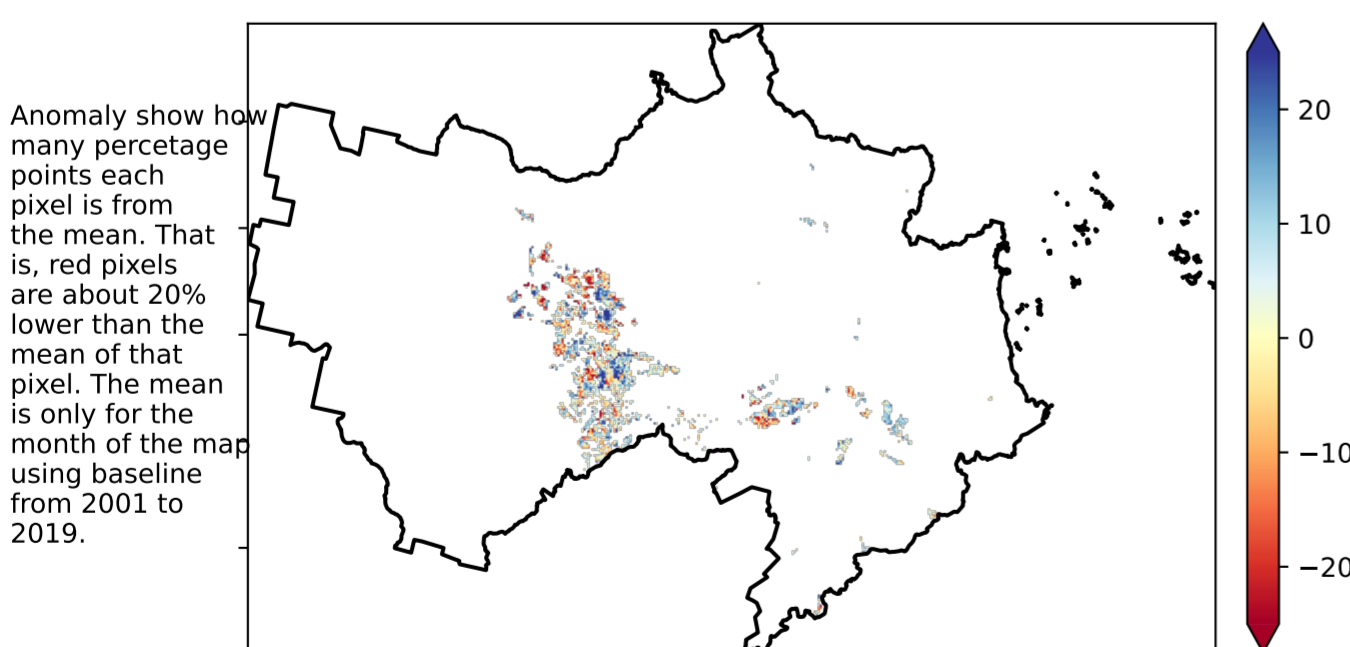 Anomaly show how
many percetage
points each
pixel is from
the mean. That
is, red pixels
are about 20%
lower than the
mean of that
pixel. The mean
is only for the
month of the map
using baseline
from 2001 to
2019.
20
10
0
−10
−20